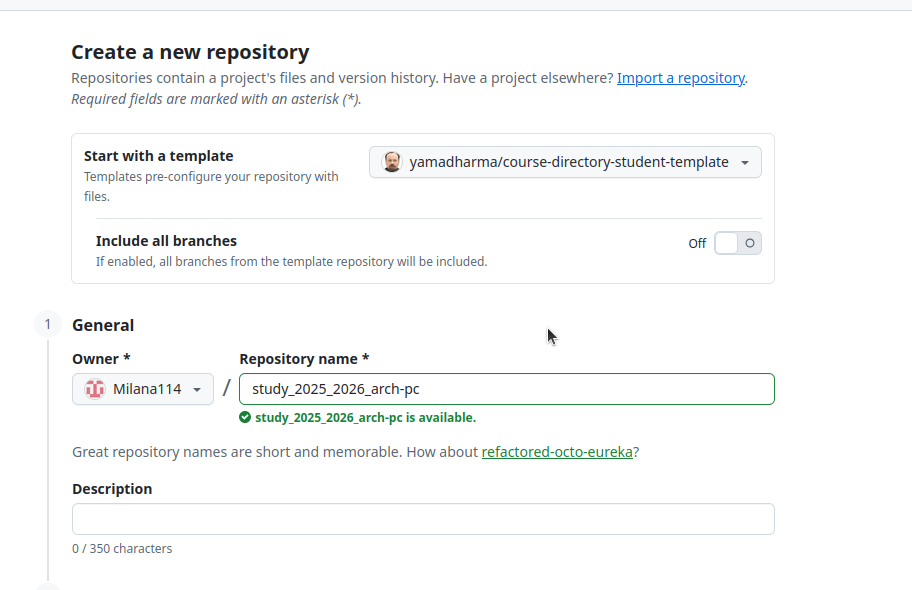 Create a new repository
Repositories contain a project's files and version history. Have a project elsewhere? Import a repository.
Required fields are marked with an asterisk (*).
Start with a template
yamadharma/course-directory-student-template
Templates pre-configure your repository with
files.
Include all branches
Off
If enabled, all branches from the template repository will be included.
1
General
Owner *
Repository name *
Milana114
/
study_2025_2026_arch-pc
study_2025_2026_arch-pc is available.
Great repository names are short and memorable. How about refactored-octo-eureka?
Description
0 / 350 characters